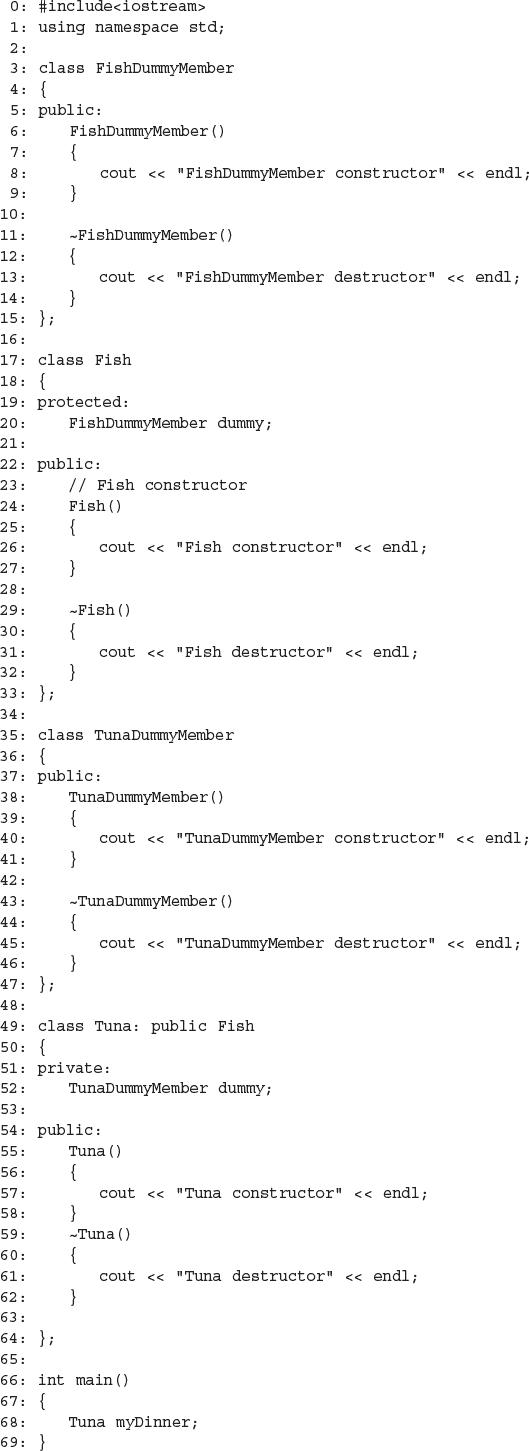 0: #include<iostream>
1: using namespace std;
2:
3: class FishDummyMember
4: {
5: public:
6:    FishDummyMember()
7:    {
8:       cout << "FishDummyMember constructor" << endl;
9:    }
10:
11:    ~FishDummyMember()
12:    {
13:       cout << "FishDummyMember destructor" << endl;
14:    }
15: };
16:
17: class Fish
18: {
19: protected:
20:    FishDummyMember dummy;
21:
22: public:
23:    // Fish constructor
24:    Fish()
25:    {
26:       cout << "Fish constructor" << endl;
27:    }
28:
29:    ~Fish()
30:    {
31:       cout << "Fish destructor" << endl;
32:    }
33: };
34:
35: class TunaDummyMember
36: {
37: public:
38:    TunaDummyMember()
39:    {
40:       cout << "TunaDummyMember constructor" << endl;
41:    }
42:
43:    ~TunaDummyMember()
44:    {
45:       cout << "TunaDummyMember destructor" << endl;
46:    }
47: };
48:
49: class Tuna: public Fish
50: {
51: private:
52:    TunaDummyMember dummy;
53:
54: public:
55:    Tuna()
56:    {
57:       cout << "Tuna constructor" << endl;
58:    }
59:    ~Tuna()
60:    {
61:       cout << "Tuna destructor" << endl;
62:    }
63:
64: };
65:
66: int main()
67: {
68:    Tuna myDinner;
69: }